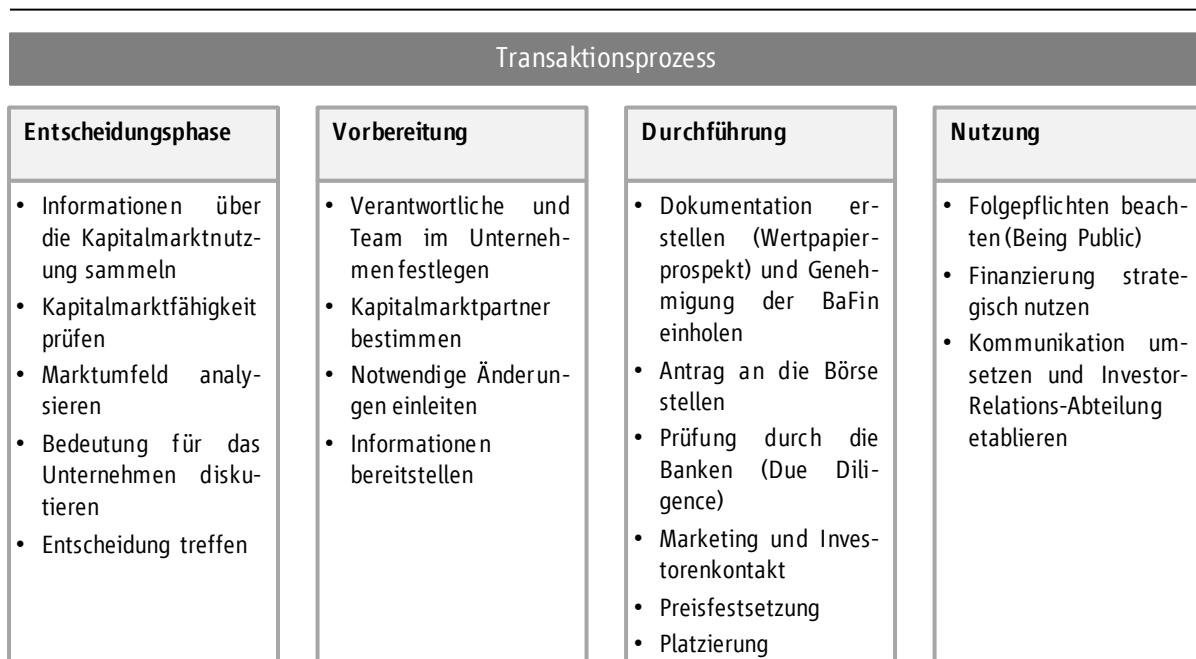 Transaktionsprozess
Entscheidungsphase
• Informationen über
die Kapitalmarktnutz-
ung sammeln
• Kapitalmarktfähigkeit
prüfen
• Marktumfeld analy-
sieren
• Bedeutung für das
Unternehmen disku-
tieren
• Entscheidung treffen
Vorbereitung
• Verantwortliche und
Team im Unterneh-
men festlegen
• Kapitalmarktpartner
bestimmen
• Notwendige Änderun-
gen einleiten
• Informationen
bereitstellen
Durchführung
• Dokumentation er-
stellen (Wertpapier-
prospekt) und Geneh-
migung der BaFin
einholen
• Antrag an die Börse
stellen
• Prüfung durch die
Banken (Due Dili-
gence)
• Marketing und Inves-
torenkontakt
• Preisfestsetzung
• Platzierung
Nutzung
• Folgepflichten beach-
ten (Being Public)
• Finanzierung strate-
gisch nutzen
• Kommunikation um-
setzen und Investor-
Relations-Abteilung
etablieren